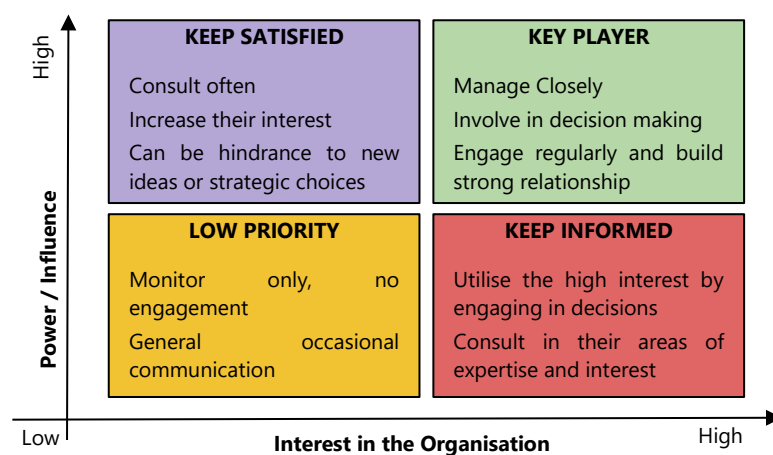 High
Power / Influence
KEEP SATISFIED
Consult often
Increase their interest
Can be hindrance to new
ideas or strategic choices
KEY PLAYER
Manage Closely
Involve in decision making
Engage regularly and build
strong relationship
LOW PRIORITY
Monitor only, no
engagement
General occasional
communication
KEEP INFORMED
Utilise the high interest by
engaging in decisions
Consult in their areas of
expertise and interest
Low
Interest in the Organisation
High